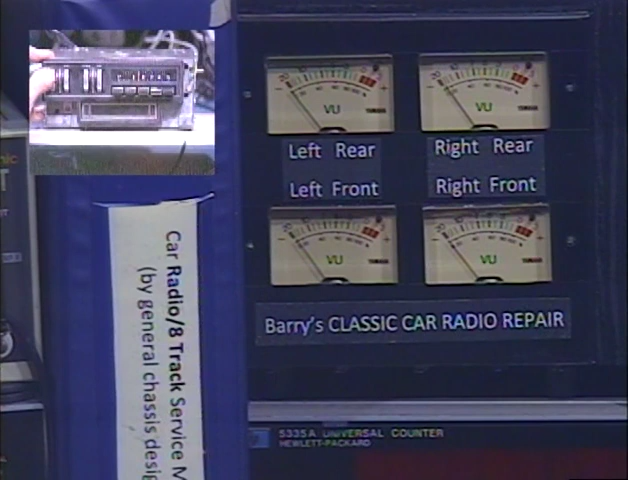 VU
VU
Left Rear
Right Rear
Left Front
Right Front
VU
VU
Barry's CLASSIC CAR RADIO REPAIR
Car Radio/8 Track Service M
(by general chassis desig
5335A UNIVERSAL COUNTER
HEWLETT-PACKARD